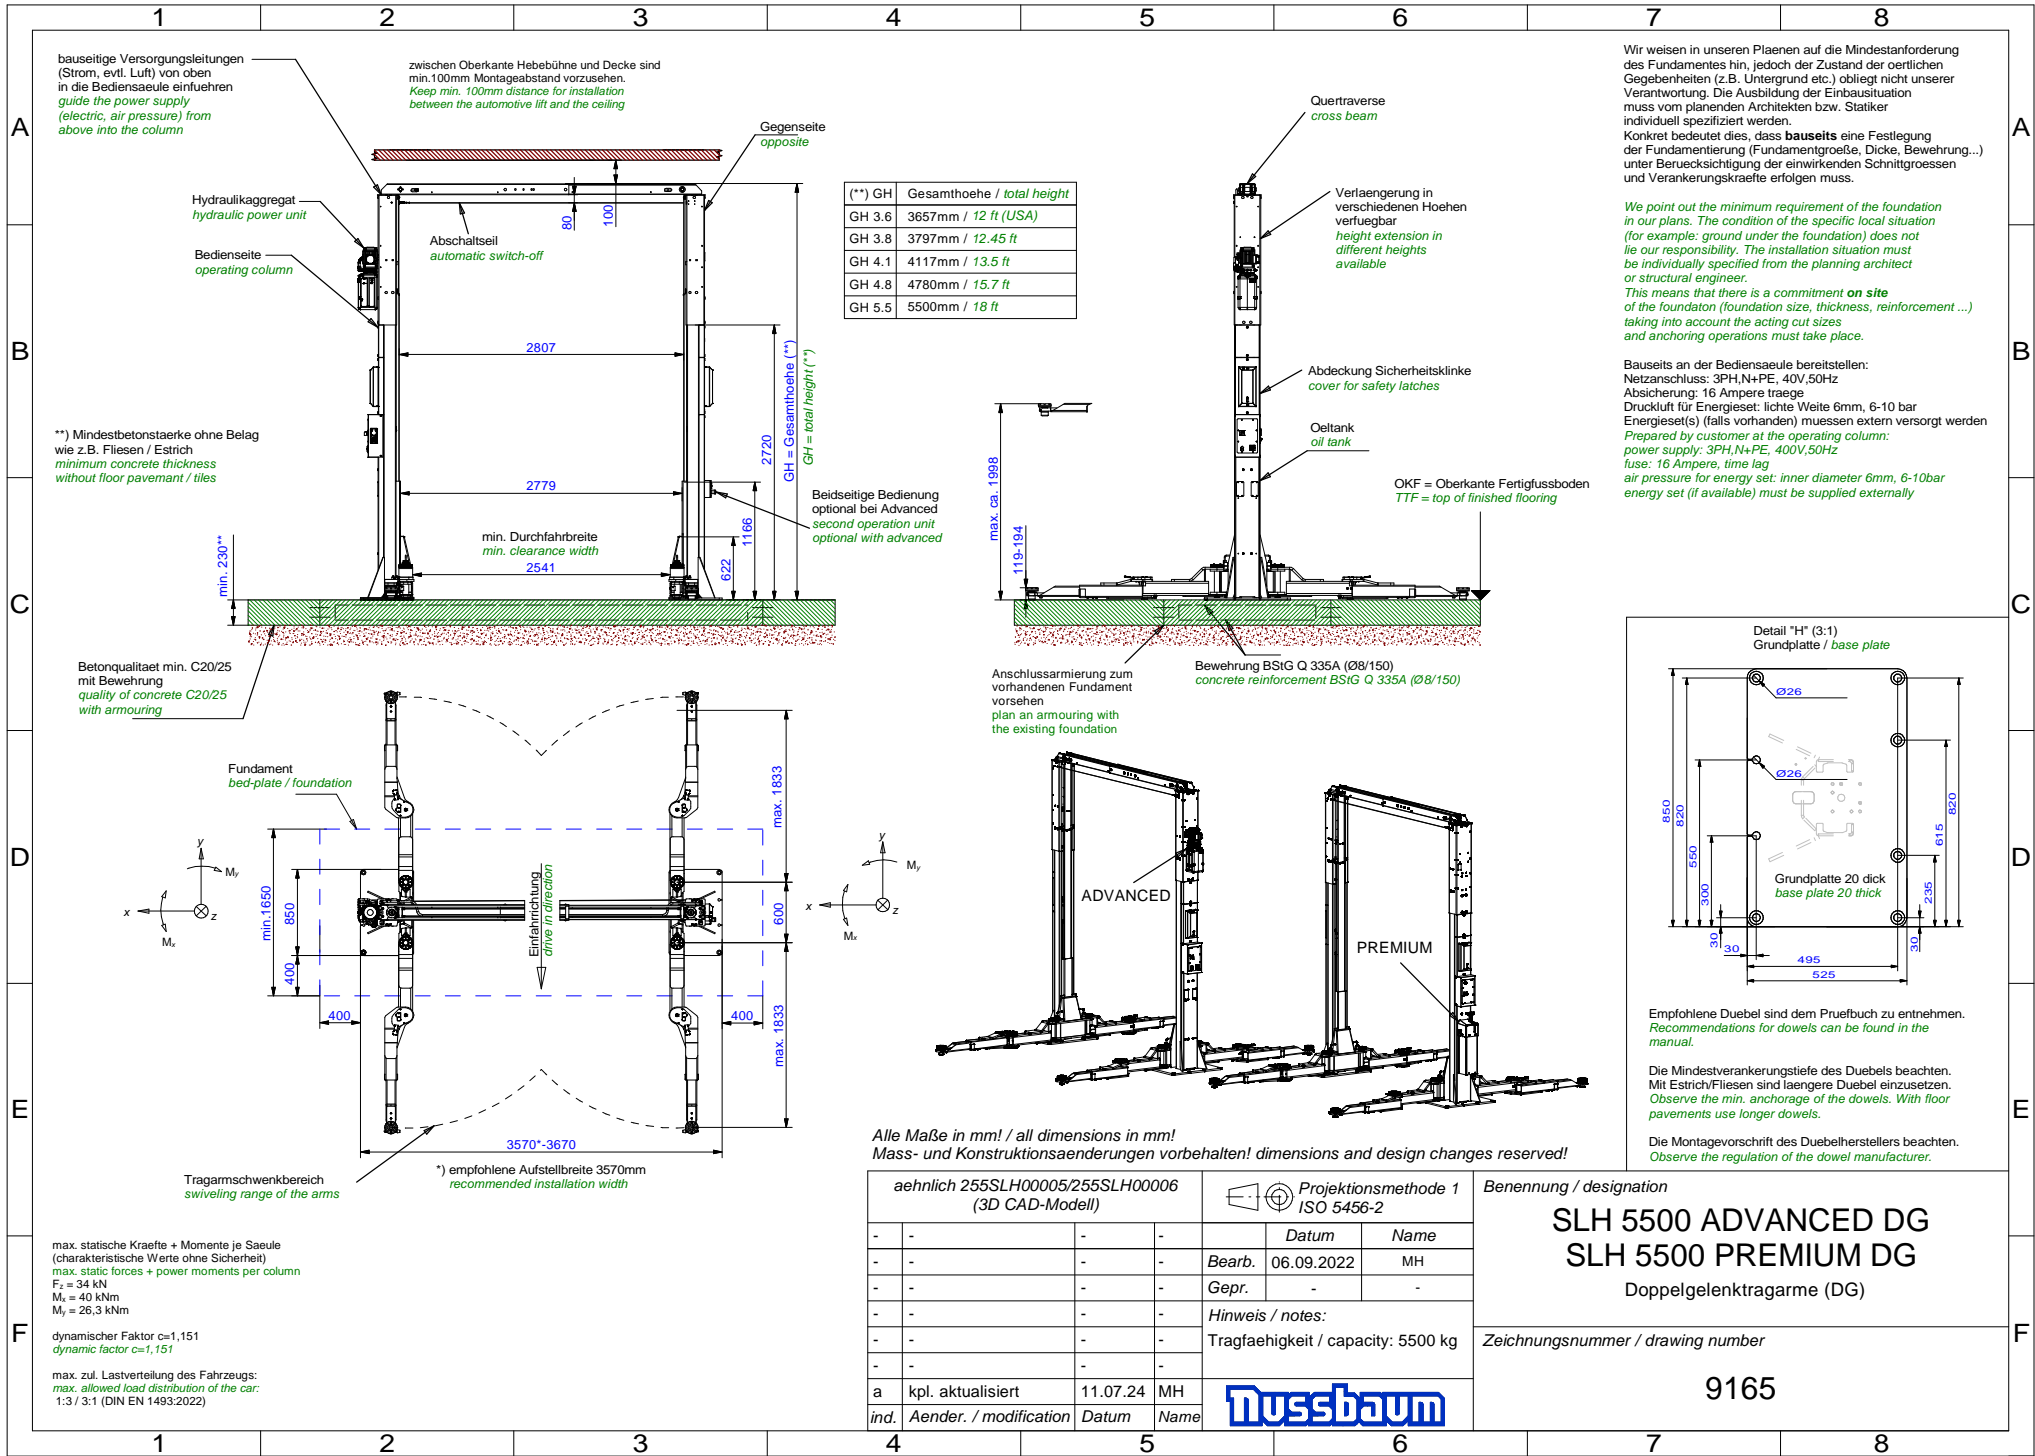 1 2 3 4 5 6 7 8
A
B
C
D
E
F
bauseitige Versorgungsleitungen
(Strom, evtl. Luft) von oben
in die Bediensaeule einfuehren
guide the power supply
(electric, air pressure) from
above into the column
zwischen Oberkante Hebebühne und Decke sind
min.100mm Montageabstand vorzusehen.
Keep min. 100mm distance for installation
between the automotive lift and the ceiling
Gegenseite
opposite
Hydraulikaggregat
hydraulic power unit
Bedienseite
operating column
Abschaltseil
automatic switch-off
80
100
2807
2779
min. Durchfahrbreite
min. clearance width
2541
622
1166
2720
GH = Gesamthoehe (**)
GH = total height (**)
min. 230**
**) Mindestbetonstaerke ohne Belag
wie z.B. Fliesen / Estrich
minimum concrete thickness
without floor pavemant / tiles
Beidseitige Bedienung
optional bei Advanced
second operation unit
optional with advanced
Betonqualitaet min. C20/25
mit Bewehrung
quality of concrete C20/25
with armouring
(**) GH Gesamthoehe / total height
GH 3.6 3657mm / 12 ft (USA)
GH 3.8 3797mm / 12.45 ft
GH 4.1 4117mm / 13.5 ft
GH 4.8 4780mm / 15.7 ft
GH 5.5 5500mm / 18 ft
Quertraverse
cross beam
Verlaengerung in
verschiedenen Hoehen
verfuegbar
height extension in
different heights
available
Abdeckung Sicherheitsklinke
cover for safety latches
Oeltank
oil tank
OKF = Oberkante Fertigfussboden
TTF = top of finished flooring
max. ca. 1998
119-194
Anschlussarmierung zum
vorhandenen Fundament
vorsehen
plan an armouring with
the existing foundation
Bewehrung BStG Q 335A (Ø8/150)
concrete reinforcement BStG Q 335A (Ø8/150)
Wir weisen in unseren Plaenen auf die Mindestanforderung
des Fundamentes hin, jedoch der Zustand der oertlichen
Gegebenheiten (z.B. Untergrund etc.) obliegt nicht unserer
Verantwortung. Die Ausbildung der Einbausituation
muss vom planenden Architekten bzw. Statiker
individuell spezifiziert werden.
Konkret bedeutet dies, dass bauseits eine Festlegung
der Fundamentierung (Fundamentgroeße, Dicke, Bewehrung...)
unter Beruecksichtigung der einwirkenden Schnittgroessen
und Verankerungskraefte erfolgen muss.
We point out the minimum requirement of the foundation
in our plans. The condition of the specific local situation
(for example: ground under the foundation) does not
lie our responsibility. The installation situation must
be individually specified from the planning architect
or structural engineer.
This means that there is a commitment on site
of the foundaton (foundation size, thickness, reinforcement ...)
taking into account the acting cut sizes
and anchoring operations must take place.
Bauseits an der Bediensaeule bereitstellen:
Netzanschluss: 3PH,N+PE, 40V,50Hz
Absicherung: 16 Ampere traege
Druckluft für Energieset: lichte Weite 6mm, 6-10 bar
Energieset(s) (falls vorhanden) muessen extern versorgt werden
Prepared by customer at the operating column:
power supply: 3PH,N+PE, 400V,50Hz
fuse: 16 Ampere, time lag
air pressure for energy set: inner diameter 6mm, 6-10bar
energy set (if available) must be supplied externally
Detail "H" (3:1)
Grundplatte / base plate
Ø26
Ø26
850
820
550
300
30
30
820
615
235
30
Grundplatte 20 dick
base plate 20 thick
495
525
Empfohlene Duebel sind dem Pruefbuch zu entnehmen.
Recommendations for dowels can be found in the
manual.
Die Mindestverankerungstiefe des Duebels beachten.
Mit Estrich/Fliesen sind laengere Duebel einzusetzen.
Observe the min. anchorage of the dowels. With floor
pavements use longer dowels.
Die Montagevorschrift des Duebelherstellers beachten.
Observe the regulation of the dowel manufacturer.
Fundament
bed-plate / foundation
y
My
x
z
Mx
min.1650
850
400
400
Einfahrrichtung
drive in direction
400
max. 1833
600
max. 1833
3570*-3670
*) empfohlene Aufstellbreite 3570mm
recommended installation width
Tragarmschwenkbereich
swiveling range of the arms
y
My
x
z
Mx
ADVANCED
PREMIUM
Alle Maße in mm! / all dimensions in mm!
Mass- und Konstruktionsaenderungen vorbehalten! dimensions and design changes reserved!
max. statische Kraefte + Momente je Saeule
(charakteristische Werte ohne Sicherheit)
max. static forces + power moments per column
Fz = 34 kN
Mx = 40 kNm
My = 26,3 kNm
dynamischer Faktor c=1,151
dynamic factor c=1,151
max. zul. Lastverteilung des Fahrzeugs:
max. allowed load distribution of the car:
1:3 / 3:1 (DIN EN 1493:2022)
aehnlich 255SLH00005/255SLH00006
(3D CAD-Modell)
- - - -
- - - -
- - - -
- - - -
- - - -
- - - -
a kpl. aktualisiert 11.07.24 MH
ind. Aender. / modification Datum Name
Projektionsmethode 1
ISO 5456-2
Datum Name
Bearb. 06.09.2022 MH
Gepr. - -
Hinweis / notes:
Tragfaehigkeit / capacity: 5500 kg
Nussbaum
Benennung / designation
SLH 5500 ADVANCED DG
SLH 5500 PREMIUM DG
Doppelgelenktragarme (DG)
Zeichnungsnummer / drawing number
9165
A
B
C
D
E
F
1 2 3 4 5 6 7 8